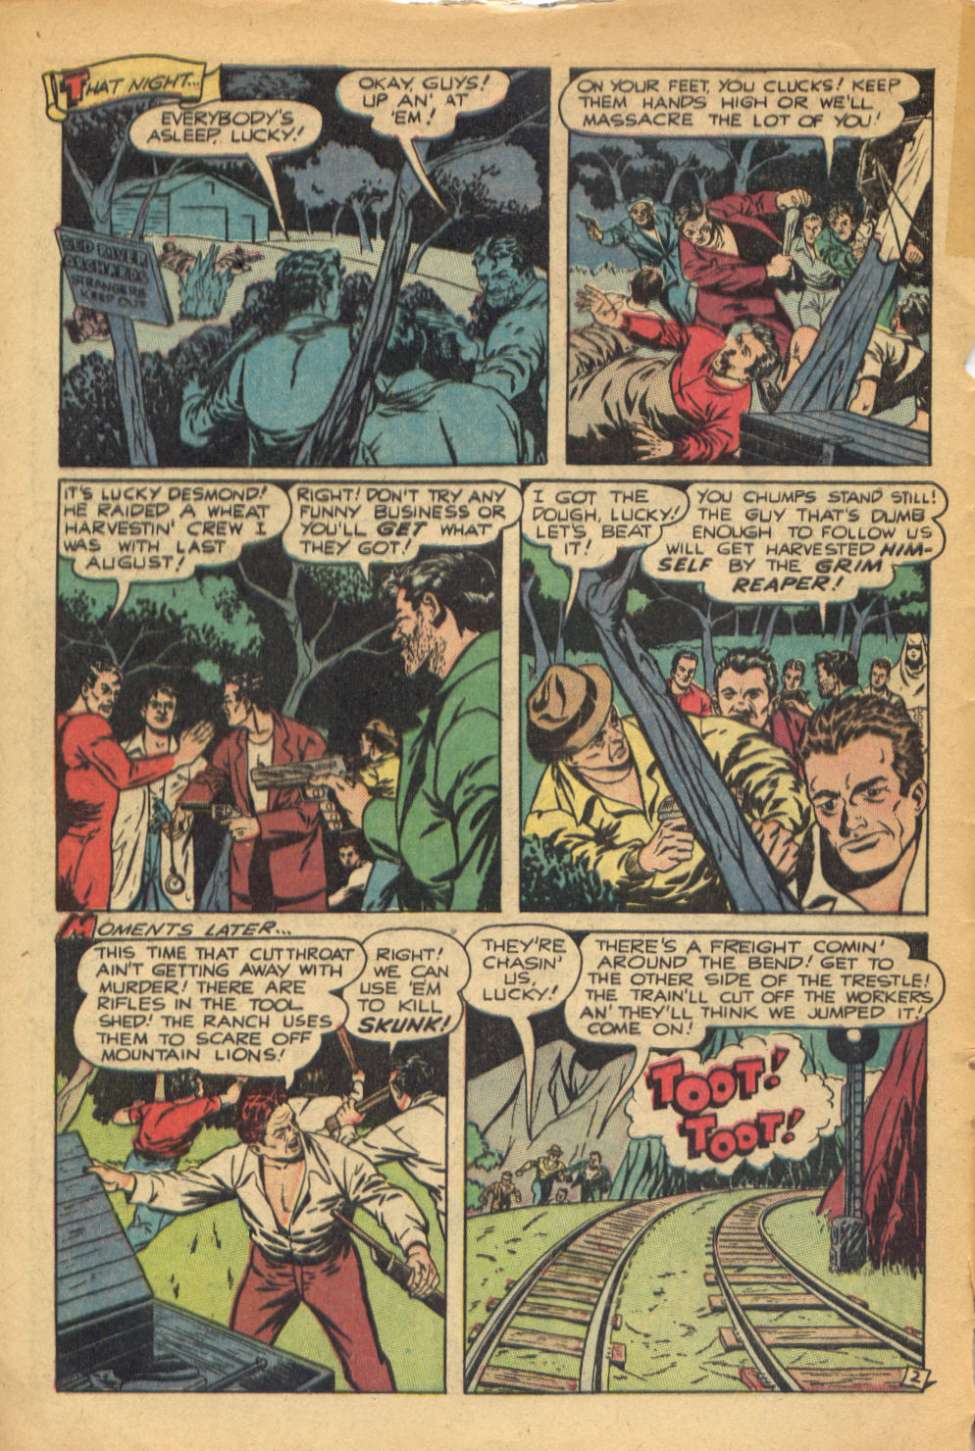 THAT NIGHT...
EVERYBODY'S
ASLEEP, LUCKY!
OKAY, GUYS!
UP AN' AT
'EM!
RED RIVER
ORCHARDS
STRANGERS
KEEP OUT
ON YOUR FEET, YOU CLUCKS! KEEP
THEM HANDS HIGH OR WE'LL
MASSACRE THE LOT OF YOU!
IT'S LUCKY DESMOND!
HE RAIDED A WHEAT
HARVESTIN' CREW I
WAS WITH LAST
AUGUST!
RIGHT! DON'T TRY ANY
FUNNY BUSINESS OR
YOU'LL GET WHAT
THEY GOT!
I GOT THE
DOUGH, LUCKY!
LET'S BEAT
IT!
YOU CHUMPS STAND STILL!
THE GUY THAT'S DUMB
ENOUGH TO FOLLOW US
WILL GET HARVESTED HIM-
SELF BY THE GRIM
REAPER!
MOMENTS LATER...
THIS TIME THAT CUTTHROAT
AIN'T GETTING AWAY WITH
MURDER! THERE ARE
RIFLES IN THE TOOL
SHED! THE RANCH USES
THEM TO SCARE OFF
MOUNTAIN LIONS!
RIGHT!
WE CAN
USE 'EM
TO KILL
SKUNK!
THEY'RE
CHASIN'
US,
LUCKY!
THERE'S A FREIGHT COMIN'
AROUND THE BEND! GET TO
THE OTHER SIDE OF THE TRESTLE!
THE TRAIN'LL CUT OFF THE WORKERS
AN' THEY'LL THINK WE JUMPED IT!
COME ON!
TOOT!
TOOT!
2